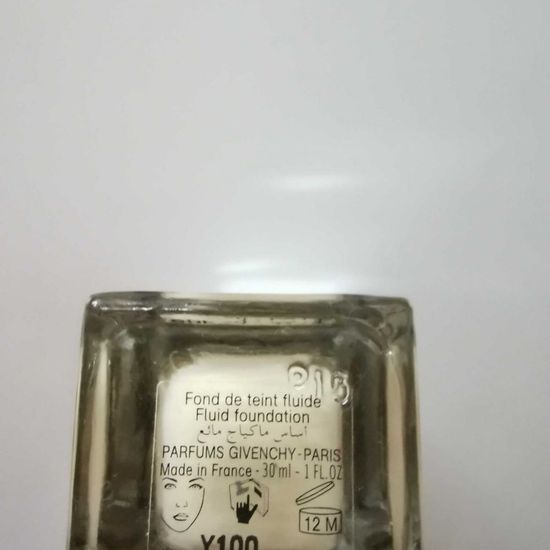 Fond de teint fluide
Fluid foundation
أساس ماكياج مائع
PARFUMS GIVENCHY-PARIS
Made in France - 30 ml - 1 FL.OZ
12 M
Y100